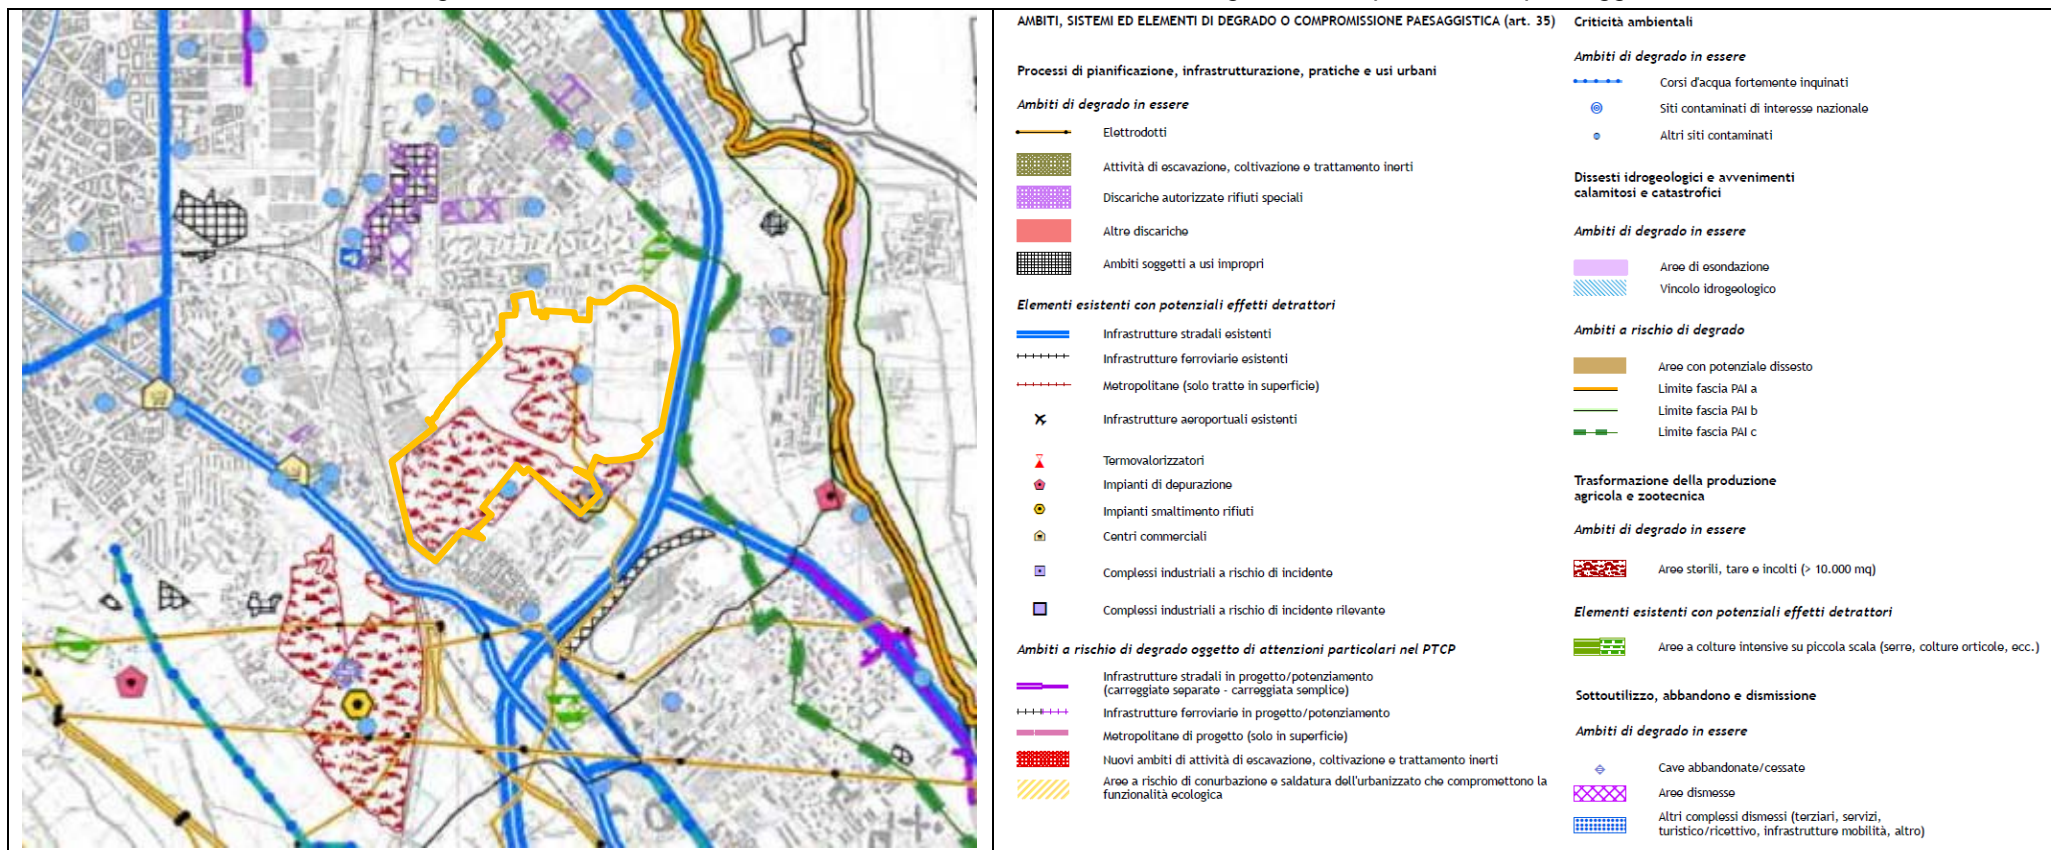 AMBITI, SISTEMI ED ELEMENTI DI DEGRADO O COMPROMISSIONE PAESAGGISTICA (art. 35)
Processi di pianificazione, infrastrutturazione, pratiche e usi urbani
Ambiti di degrado in essere
Elettrodotti
Attività di escavazione, coltivazione e trattamento inerti
Discariche autorizzate rifiuti speciali
Altre discariche
Ambiti soggetti a usi impropri
Elementi esistenti con potenziali effetti detrattori
Infrastrutture stradali esistenti
Infrastrutture ferroviarie esistenti
Metropolitane (solo tratte in superficie)
Infrastrutture aeroportuali esistenti
Termovalorizzatori
Impianti di depurazione
Impianti smaltimento rifiuti
Centri commerciali
Complessi industriali a rischio di incidente
Complessi industriali a rischio di incidente rilevante
Ambiti a rischio di degrado oggetto di attenzioni particolari nel PTCP
Infrastrutture stradali in progetto/potenziamento
(carreggiate separate - carreggiata semplice)
Infrastrutture ferroviarie in progetto/potenziamento
Metropolitane di progetto (solo in superficie)
Nuovi ambiti di attività di escavazione, coltivazione e trattamento inerti
Aree a rischio di conurbazione e saldatura dell'urbanizzato che compromettono la
funzionalità ecologica
Criticità ambientali
Ambiti di degrado in essere
Corsi d'acqua fortemente inquinati
Siti contaminati di interesse nazionale
Altri siti contaminati
Dissesti idrogeologici e avvenimenti
calamitosi e catastrofici
Ambiti di degrado in essere
Aree di esondazione
Vincolo idrogeologico
Ambiti a rischio di degrado
Aree con potenziale dissesto
Limite fascia PAI a
Limite fascia PAI b
Limite fascia PAI c
Trasformazione della produzione
agricola e zootecnica
Ambiti di degrado in essere
Aree sterili, tare e incolti (> 10.000 mq)
Elementi esistenti con potenziali effetti detrattori
Aree a colture intensive su piccola scala (serre, colture orticole, ecc.)
Sottoutilizzo, abbandono e dismissione
Ambiti di degrado in essere
Cave abbandonate/cessate
Aree dismesse
Altri complessi dismessi (terziari, servizi,
turistico/ricettivo, infrastrutture mobilità, altro)